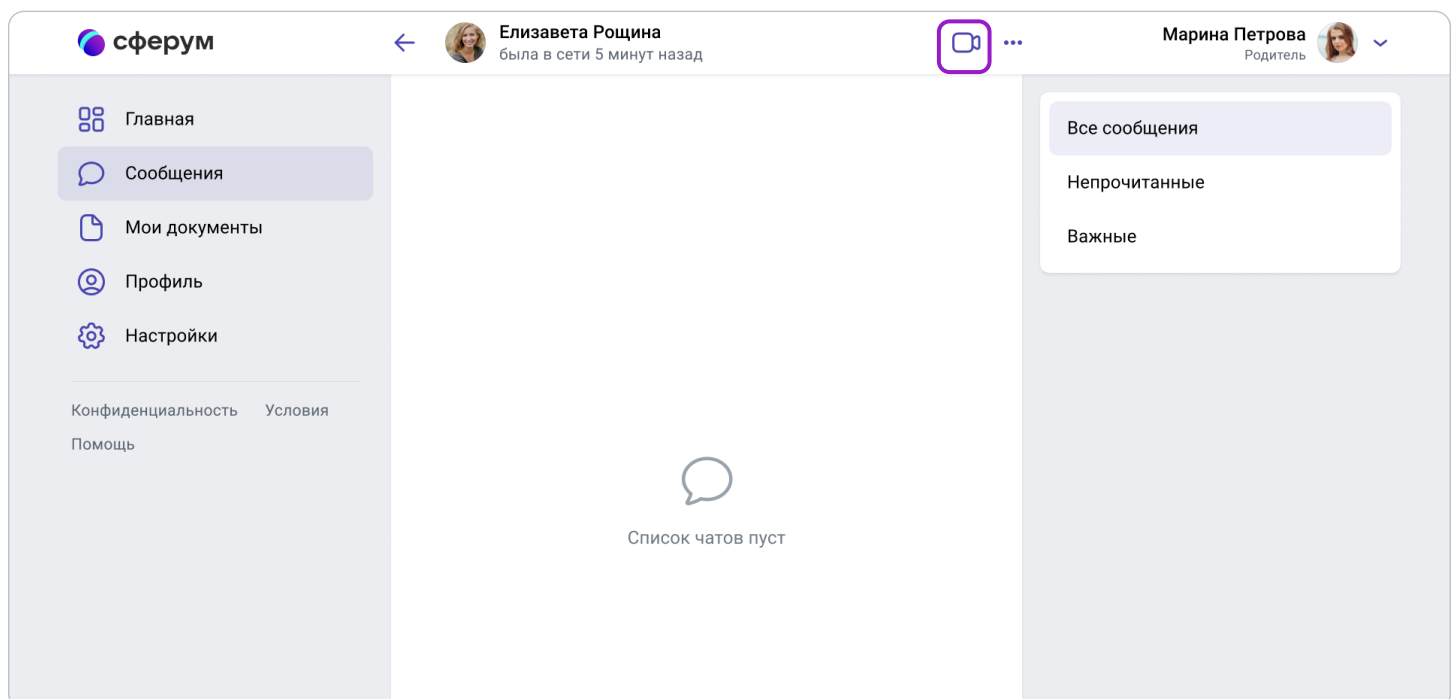 сферум
Елизавета Рощина
была в сети 5 минут назад
Марина Петрова
Родитель
Главная
Сообщения
Мои документы
Профиль
Настройки
Конфиденциальность Условия
Помощь
Список чатов пуст
Все сообщения
Непрочитанные
Важные